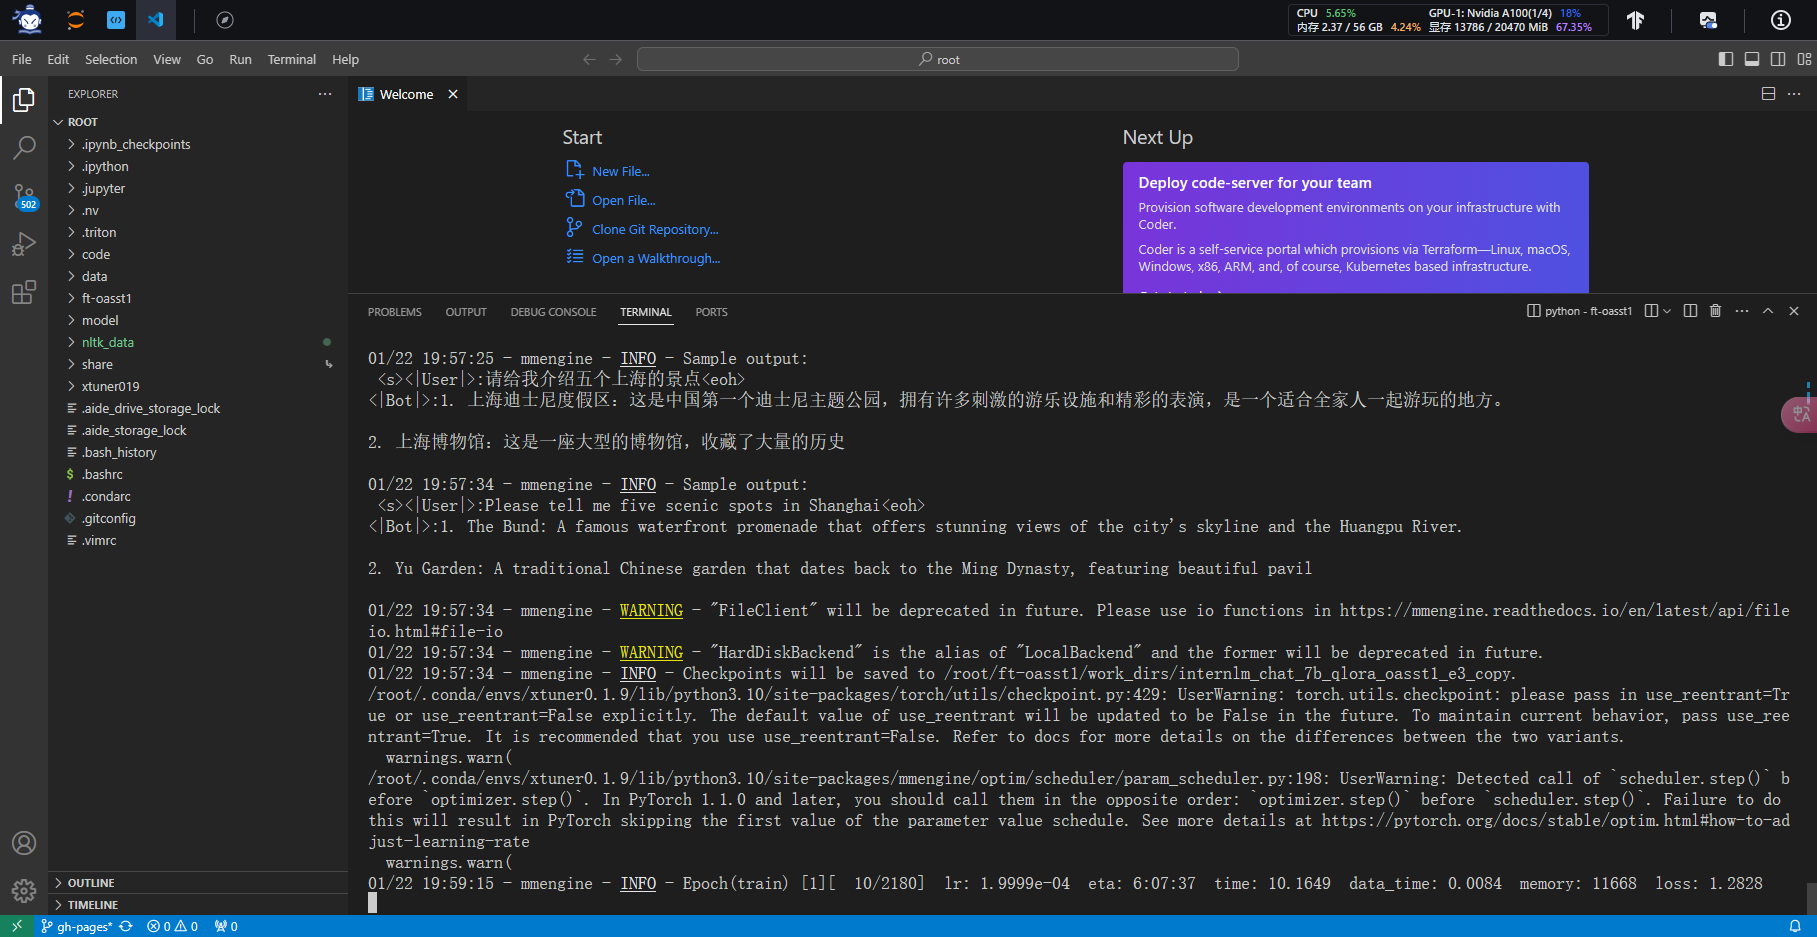 CPU 5.65% GPU-1: Nvidia A100(1/4) 18%
内存 2.37 / 56 GB 4.24% 显存 13786 / 20470 MiB 67.35%
File Edit Selection View Go Run Terminal Help
root
EXPLORER
Welcome
ROOT
.ipynb_checkpoints
.ipython
.jupyter
.nv
.triton
code
data
ft-oasst1
model
nltk_data
share
xtuner019
.aide_drive_storage_lock
.aide_storage_lock
.bash_history
.bashrc
.condarc
.gitconfig
.vimrc
502
OUTLINE
TIMELINE
Start
New File...
Open File...
Clone Git Repository...
Open a Walkthrough...
Next Up
Deploy code-server for your team
Provision software development environments on your infrastructure with
Coder.
Coder is a self-service portal which provisions via Terraform—Linux, macOS,
Windows, x86, ARM, and, of course, Kubernetes based infrastructure.
PROBLEMS OUTPUT DEBUG CONSOLE TERMINAL PORTS
python - ft-oasst1
01/22 19:57:25 - mmengine - INFO - Sample output:
<s><|User|>:请给我介绍五个上海的景点<eoh>
<|Bot|>:1. 上海迪士尼度假区：这是中国第一个迪士尼主题公园，拥有许多刺激的游乐设施和精彩的表演，是一个适合全家人一起游玩的地方。
2. 上海博物馆：这是一座大型的博物馆，收藏了大量的历史
01/22 19:57:34 - mmengine - INFO - Sample output:
<s><|User|>:Please tell me five scenic spots in Shanghai<eoh>
<|Bot|>:1. The Bund: A famous waterfront promenade that offers stunning views of the city's skyline and the Huangpu River.
2. Yu Garden: A traditional Chinese garden that dates back to the Ming Dynasty, featuring beautiful pavil
01/22 19:57:34 - mmengine - WARNING - "FileClient" will be deprecated in future. Please use io functions in https://mmengine.readthedocs.io/en/latest/api/file
io.html#file-io
01/22 19:57:34 - mmengine - WARNING - "HardDiskBackend" is the alias of "LocalBackend" and the former will be deprecated in future.
01/22 19:57:34 - mmengine - INFO - Checkpoints will be saved to /root/ft-oasst1/work_dirs/internlm_chat_7b_qlora_oasst1_e3_copy.
/root/.conda/envs/xtuner0.1.9/lib/python3.10/site-packages/torch/utils/checkpoint.py:429: UserWarning: torch.utils.checkpoint: please pass in use_reentrant=Tr
ue or use_reentrant=False explicitly. The default value of use_reentrant will be updated to be False in the future. To maintain current behavior, pass use_ree
ntrant=True. It is recommended that you use use_reentrant=False. Refer to docs for more details on the differences between the two variants.
warnings.warn(
/root/.conda/envs/xtuner0.1.9/lib/python3.10/site-packages/mmengine/optim/scheduler/param_scheduler.py:198: UserWarning: Detected call of `scheduler.step()` b
efore `optimizer.step()`. In PyTorch 1.1.0 and later, you should call them in the opposite order: `optimizer.step()` before `scheduler.step()`. Failure to do
this will result in PyTorch skipping the first value of the parameter value schedule. See more details at https://pytorch.org/docs/stable/optim.html#how-to-ad
just-learning-rate
warnings.warn(
01/22 19:59:15 - mmengine - INFO - Epoch(train) [1][ 10/2180] lr: 1.9999e-04 eta: 6:07:37 time: 10.1649 data_time: 0.0084 memory: 11668 loss: 1.2828
gh-pages* 0 0 0